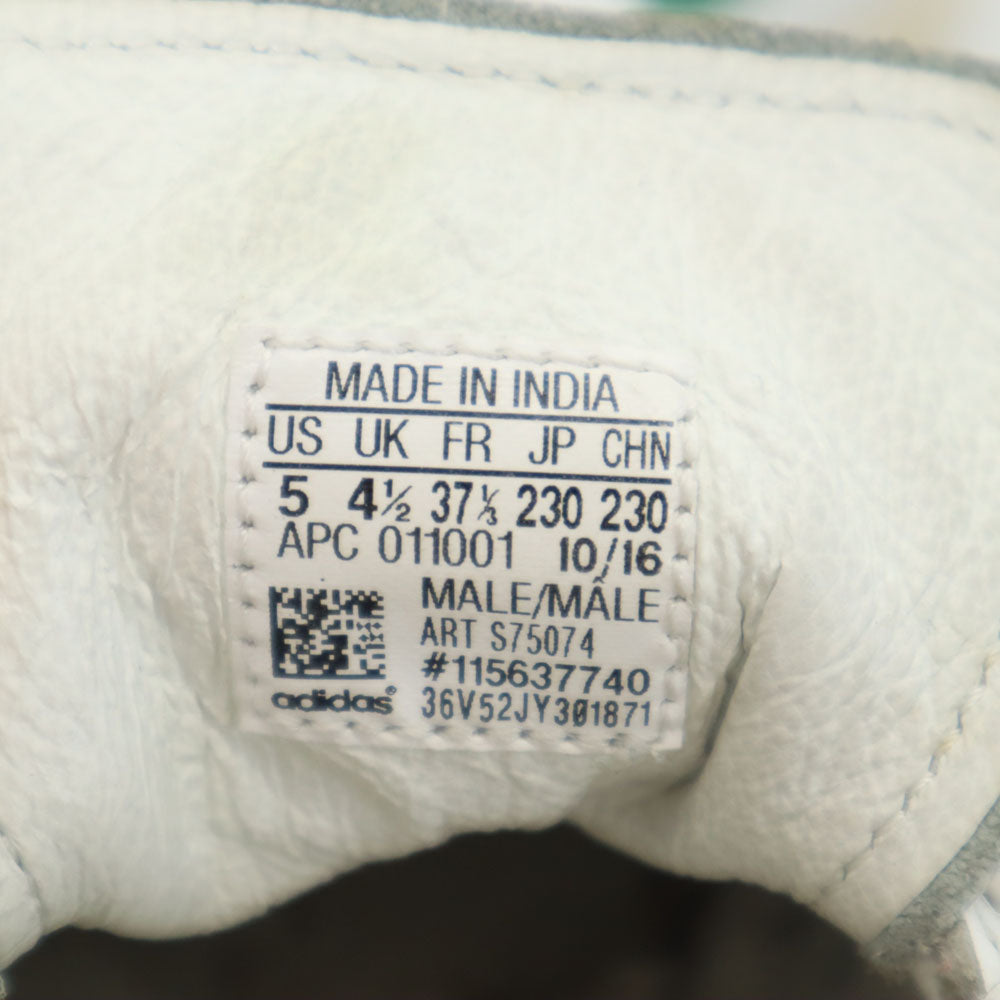 MADE IN INDIA
US UK FR JP CHN
5 4½ 37⅓ 230 230
APC 011001 10/16
MALE/MÂLE
ART S75074
#115637740
adidas® 36V52JY301871